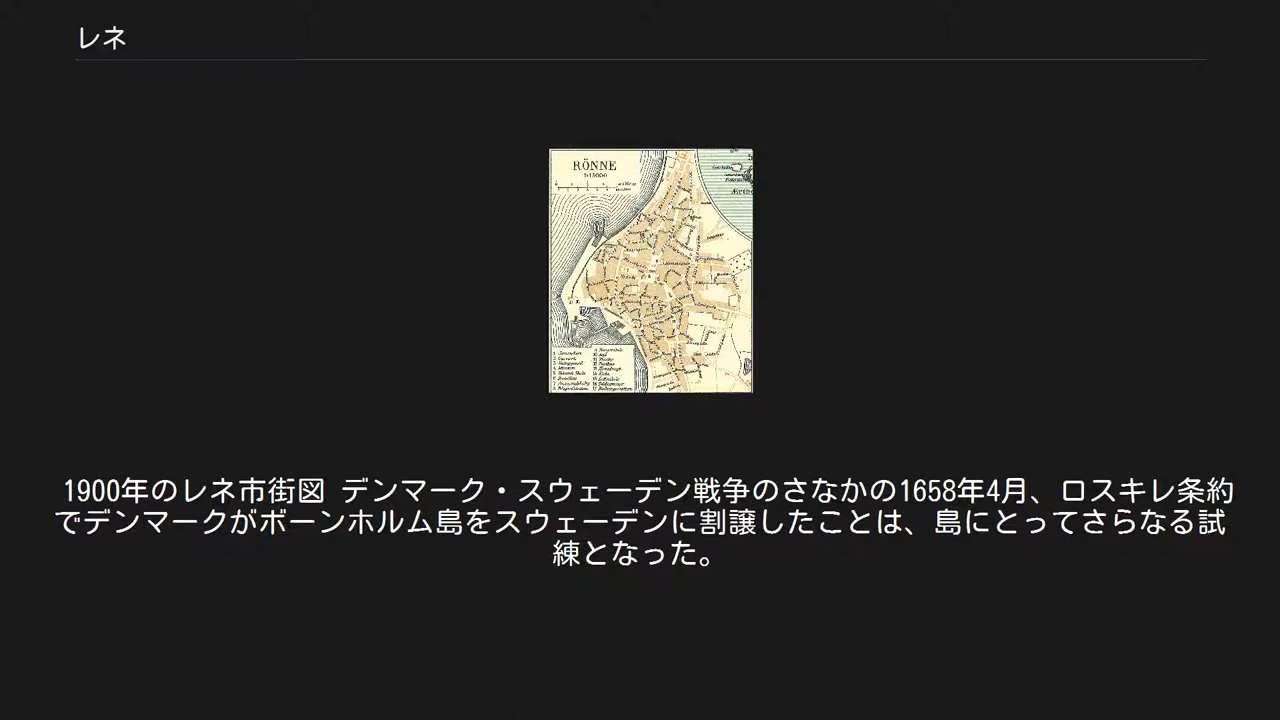 レネ
RÖNNE
1:15000
1900年のレネ市街図 デンマーク・スウェーデン戦争のさなかの1658年4月、ロスキレ条約
でデンマークがボーンホルム島をスウェーデンに割譲したことは、島にとってさらなる試
練となった。